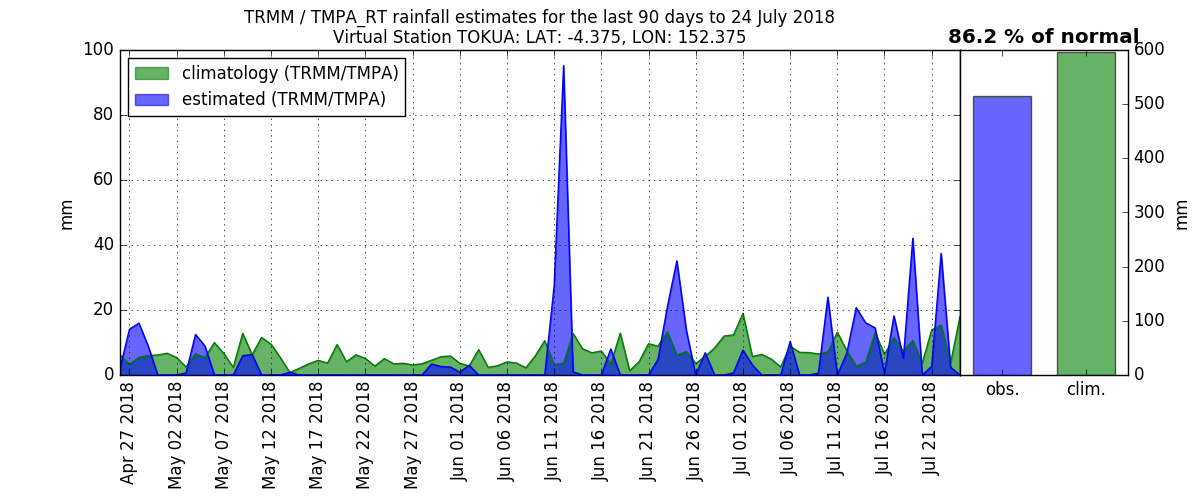 TRMM / TMPA_RT rainfall estimates for the last 90 days to 24 July 2018
Virtual Station TOKUA: LAT: -4.375, LON: 152.375
86.2 % of normal
climatology (TRMM/TMPA)
estimated (TRMM/TMPA)
100
80
60
40
20
0
mm
Apr 27 2018
May 02 2018
May 07 2018
May 12 2018
May 17 2018
May 22 2018
May 27 2018
Jun 01 2018
Jun 06 2018
Jun 11 2018
Jun 16 2018
Jun 21 2018
Jun 26 2018
Jul 01 2018
Jul 06 2018
Jul 11 2018
Jul 16 2018
Jul 21 2018
obs.
clim.
600
500
400
300
200
100
0
mm